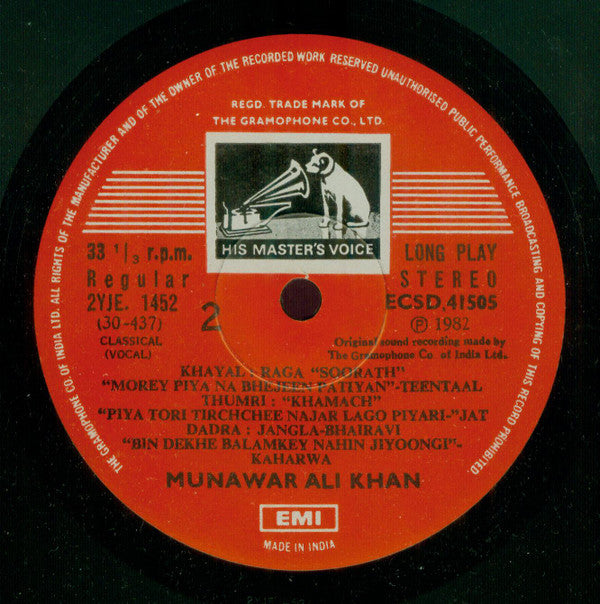 THE GRAMOPHONE CO. OF INDIA LTD. ALL RIGHTS OF THE MANUFACTURER AND OF THE OWNER OF THE RECORDED WORK RESERVED UNAUTHORISED PUBLIC PERFORMANCE BROADCASTING AND COPYING OF THIS RECORD PROHIBITED.
REGD. TRADE MARK OF
THE GRAMOPHONE CO., LTD.
HIS MASTER'S VOICE
33 1/3 r.p.m.
Regular
2YJE. 1452
(30-437)
CLASSICAL
(VOCAL)
2
LONG PLAY
STEREO
ECSD,41505
Ⓟ 1982
Original sound recording made by
The Gramophone Co. of India Ltd.
KHAYAL : RAGA "SOORATH"
"MOREY PIYA NA BHEJEEN PATIYAN"-TEENTAAL
THUMRI : "KHAMACH"
"PIYA TORI TIRCHCHEE NAJAR LAGO PIYARI-"JAT
DADRA : JANGLA-BHAIRAVI
"BIN DEKHE BALAMKEY NAHIN JIYOONGI"-
KAHARWA
MUNAWAR ALI KHAN
EMI
MADE IN INDIA